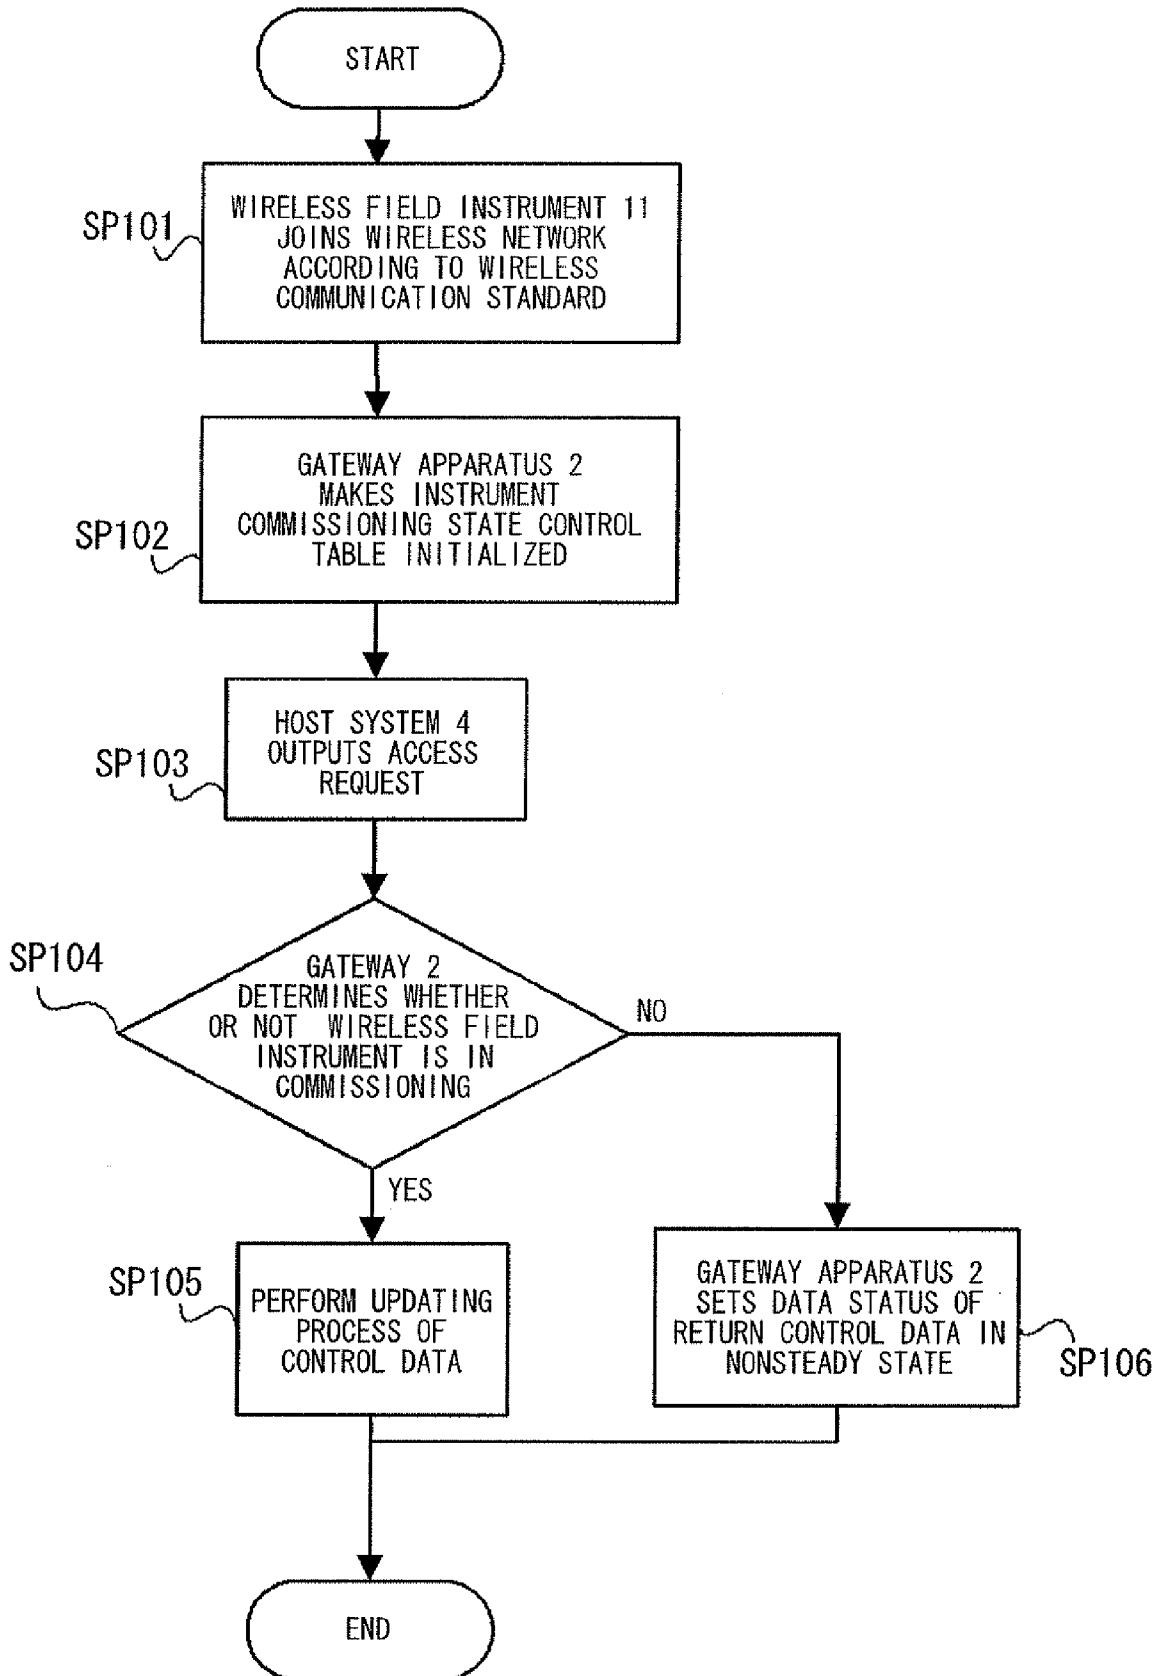 START
WIRELESS FIELD INSTRUMENT 11
JOINS WIRELESS NETWORK
ACCORDING TO WIRELESS
COMMUNICATION STANDARD
SP101
GATEWAY APPARATUS 2
MAKES INSTRUMENT
COMMISSIONING STATE CONTROL
TABLE INITIALIZED
SP102
HOST SYSTEM 4
OUTPUTS ACCESS
REQUEST
SP103
SP104
GATEWAY 2
DETERMINES WHETHER
OR NOT WIRELESS FIELD
INSTRUMENT IS IN
COMMISSIONING
NO
YES
SP105
PERFORM UPDATING
PROCESS OF
CONTROL DATA
GATEWAY APPARATUS 2
SETS DATA STATUS OF
RETURN CONTROL DATA IN
NONSTEADY STATE
SP106
END